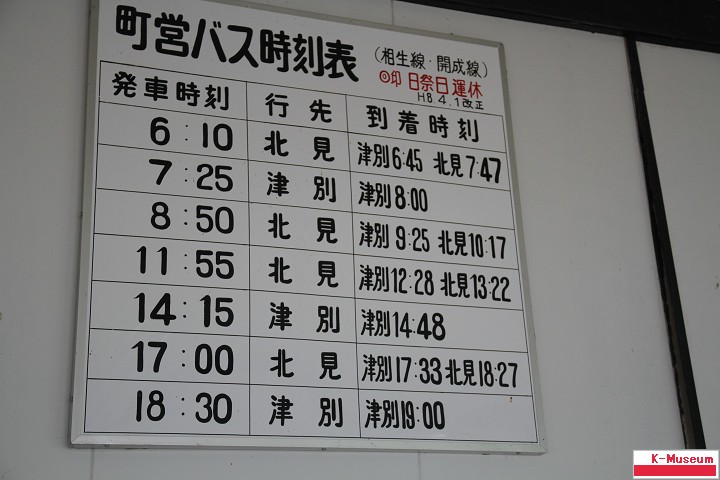 町営バス時刻表 (相生線・開成線)
◎印 日祭日運休
H8.4.1改正
発車時刻 行先 到着時刻
6:10 北見 津別6:45 北見7:47
7:25 津別 津別8:00
8:50 北見 津別9:25 北見10:17
11:55 北見 津別12:28 北見13:22
14:15 津別 津別14:48
17:00 北見 津別17:33 北見18:27
18:30 津別 津別19:00
K-Museum